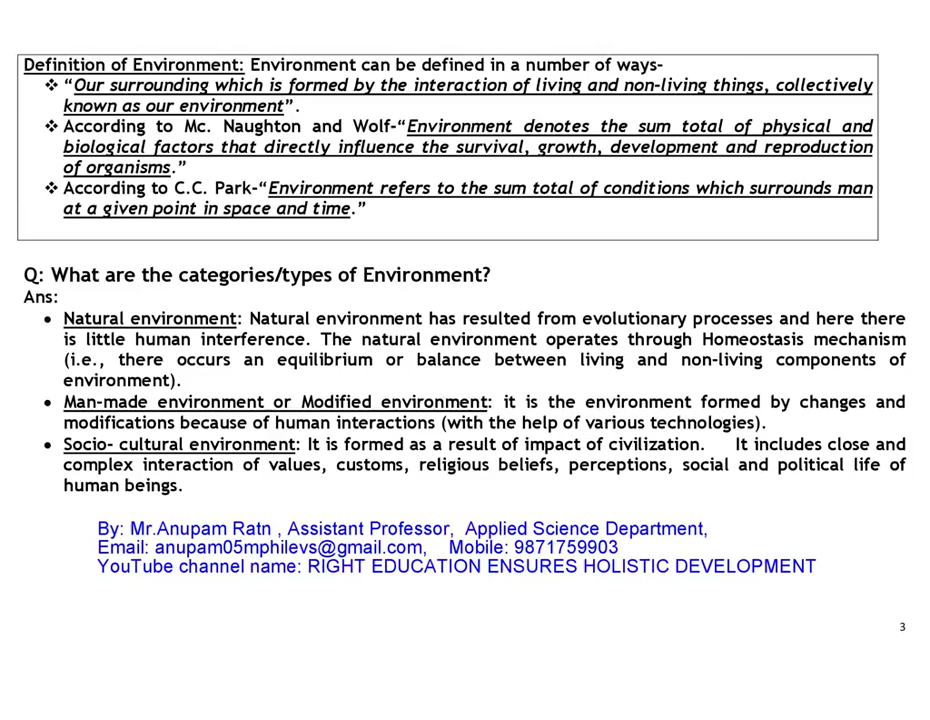 Definition of Environment: Environment can be defined in a number of ways-
❖ “Our surrounding which is formed by the interaction of living and non-living things, collectively
known as our environment”.
❖ According to Mc. Naughton and Wolf-“Environment denotes the sum total of physical and
biological factors that directly influence the survival, growth, development and reproduction
of organisms.”
❖ According to C.C. Park-“Environment refers to the sum total of conditions which surrounds man
at a given point in space and time.”
Q: What are the categories/types of Environment?
Ans:
• Natural environment: Natural environment has resulted from evolutionary processes and here there
is little human interference. The natural environment operates through Homeostasis mechanism
(i.e., there occurs an equilibrium or balance between living and non-living components of
environment).
• Man-made environment or Modified environment: it is the environment formed by changes and
modifications because of human interactions (with the help of various technologies).
• Socio- cultural environment: It is formed as a result of impact of civilization. It includes close and
complex interaction of values, customs, religious beliefs, perceptions, social and political life of
human beings.
By: Mr.Anupam Ratn , Assistant Professor, Applied Science Department,
Email: anupam05mphilevs@gmail.com, Mobile: 9871759903
YouTube channel name: RIGHT EDUCATION ENSURES HOLISTIC DEVELOPMENT
3